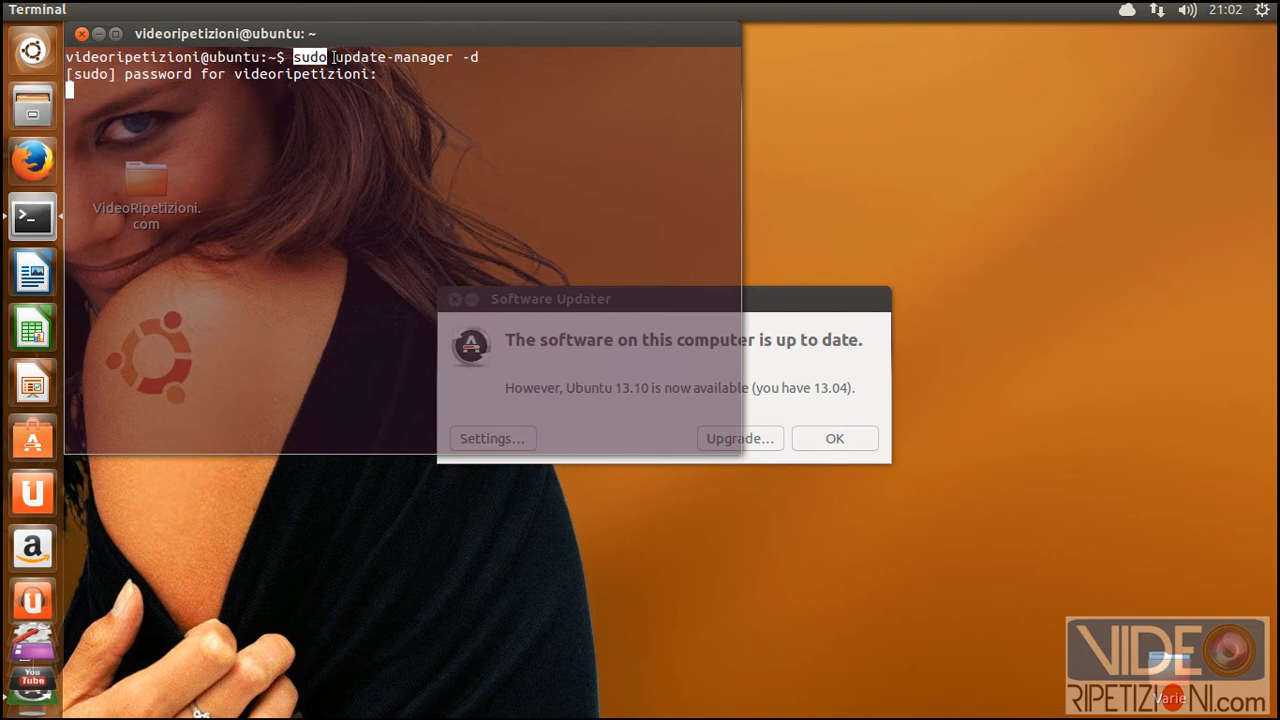 Terminal
21:02
videoripetizioni@ubuntu: ~
videoripetizioni@ubuntu:~$ sudo update-manager -d
[sudo] password for videoripetizioni:
VideoRipetizioni.
com
Software Updater
The software on this computer is up to date.
However, Ubuntu 13.10 is now available (you have 13.04).
Settings...
Upgrade...
OK
You
Tube
VIDEO
RIPETIZIONI.com
Varie